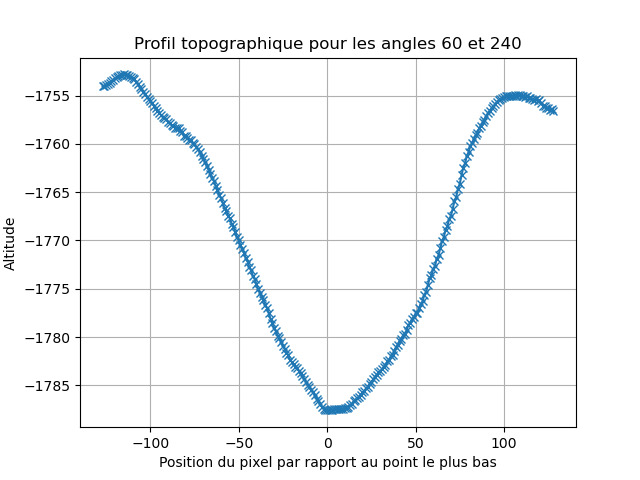 Profil topographique pour les angles 60 et 240
−1755
−1760
−1765
−1770
−1775
−1780
−1785
Altitude
−100 −50 0 50 100
Position du pixel par rapport au point le plus bas